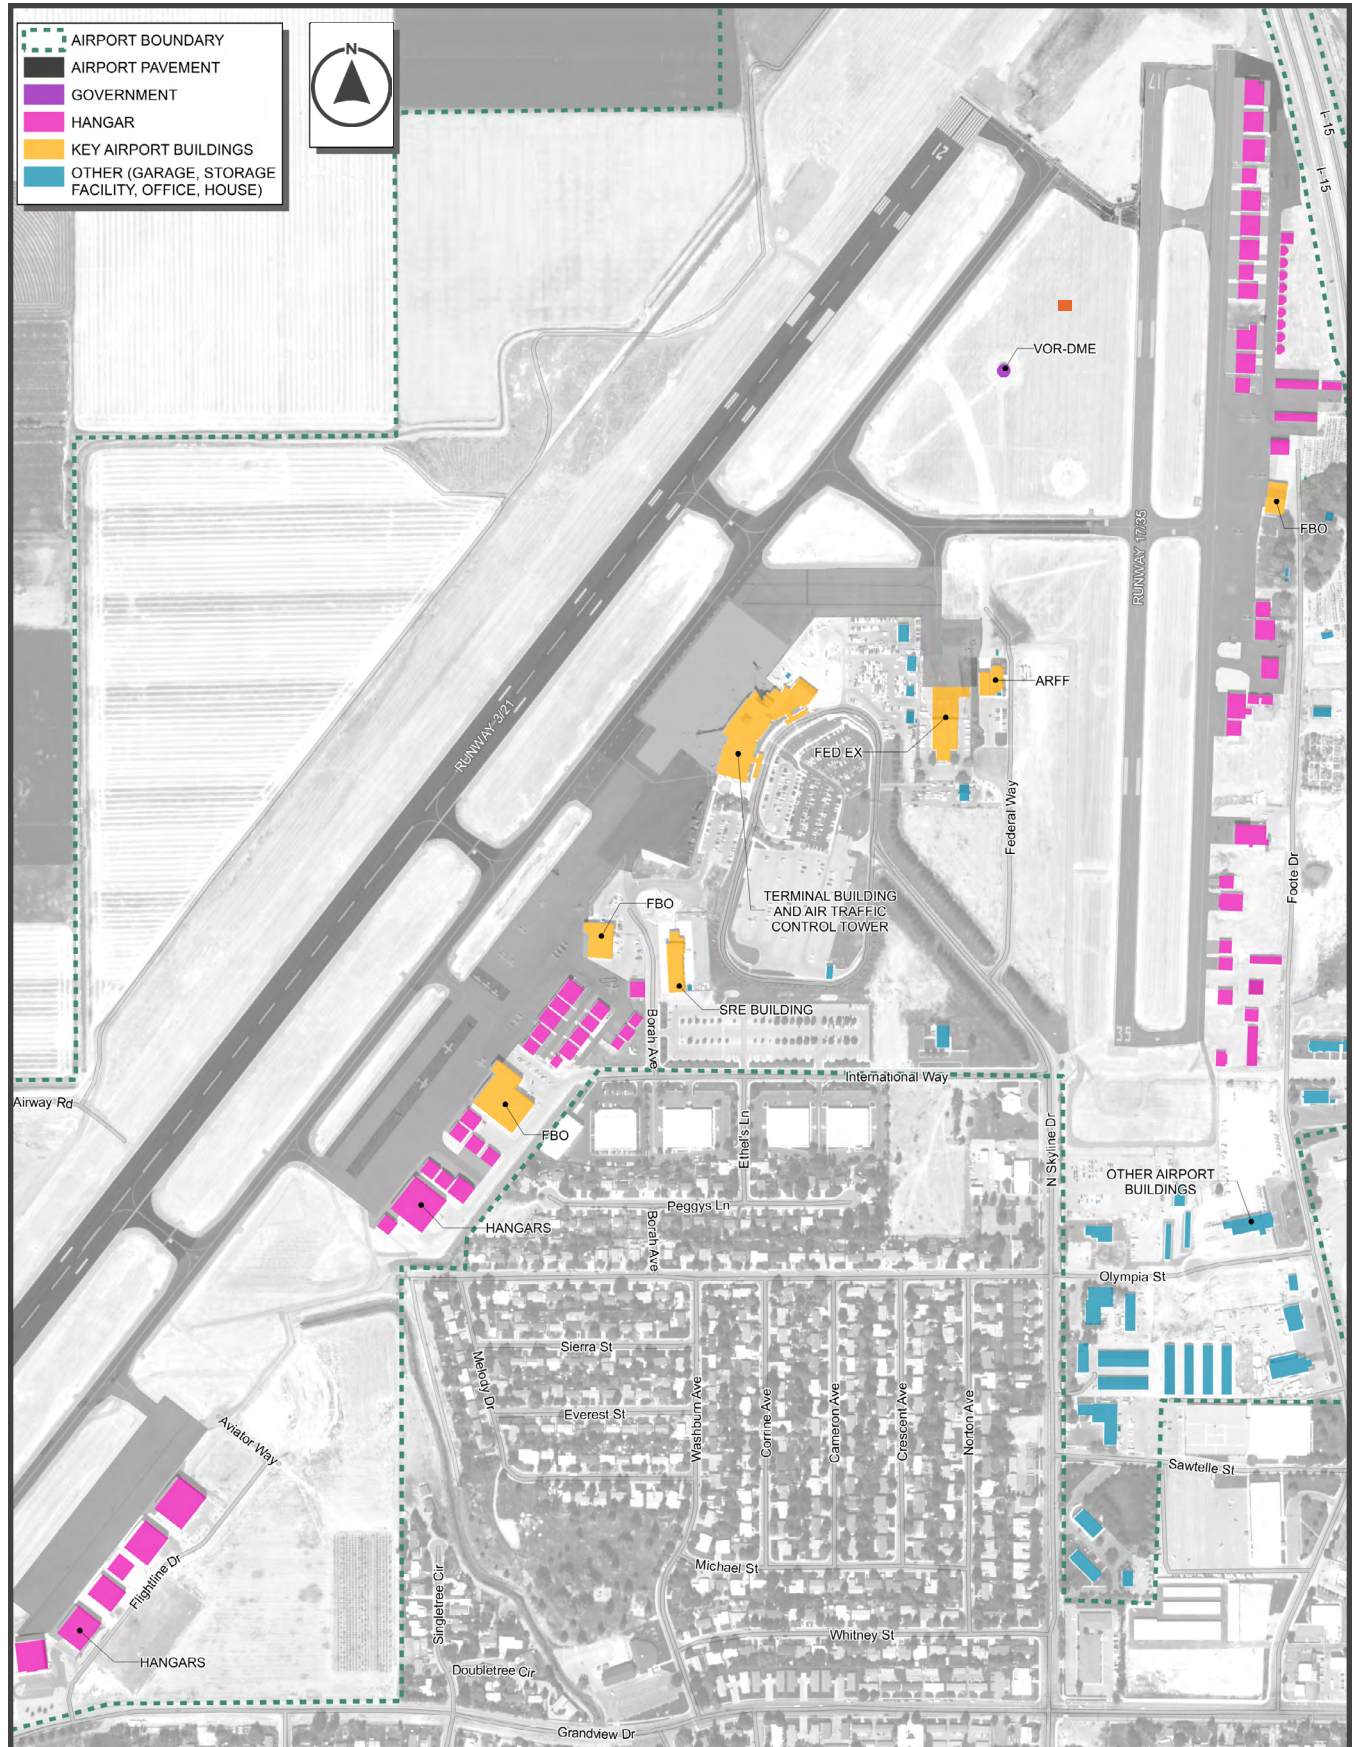 AIRPORT BOUNDARY
AIRPORT PAVEMENT
GOVERNMENT
HANGAR
KEY AIRPORT BUILDINGS
OTHER (GARAGE, STORAGE
FACILITY, OFFICE, HOUSE)
N
17
I-15
I-15
21
VOR-DME
FBO
RUNWAY 17/35
ARFF
RUNWAY 3/21
FED EX
Federal Way
Foote Dr
TERMINAL BUILDING
AND AIR TRAFFIC
CONTROL TOWER
FBO
SRE BUILDING
Borah Ave
35
International Way
Airway Rd
FBO
Ethel's Ln
N Skyline Dr
OTHER AIRPORT
BUILDINGS
Peggys Ln
HANGARS
Borah Ave
Olympia St
Sierra St
Melody Dr
Everest St
Washburn Ave
Corrine Ave
Cameron Ave
Crescent Ave
Norton Ave
Aviator Way
Sawtelle St
Flightline Dr
Michael St
Singletree Cir
Whitney St
HANGARS
Doubletree Cir
Grandview Dr